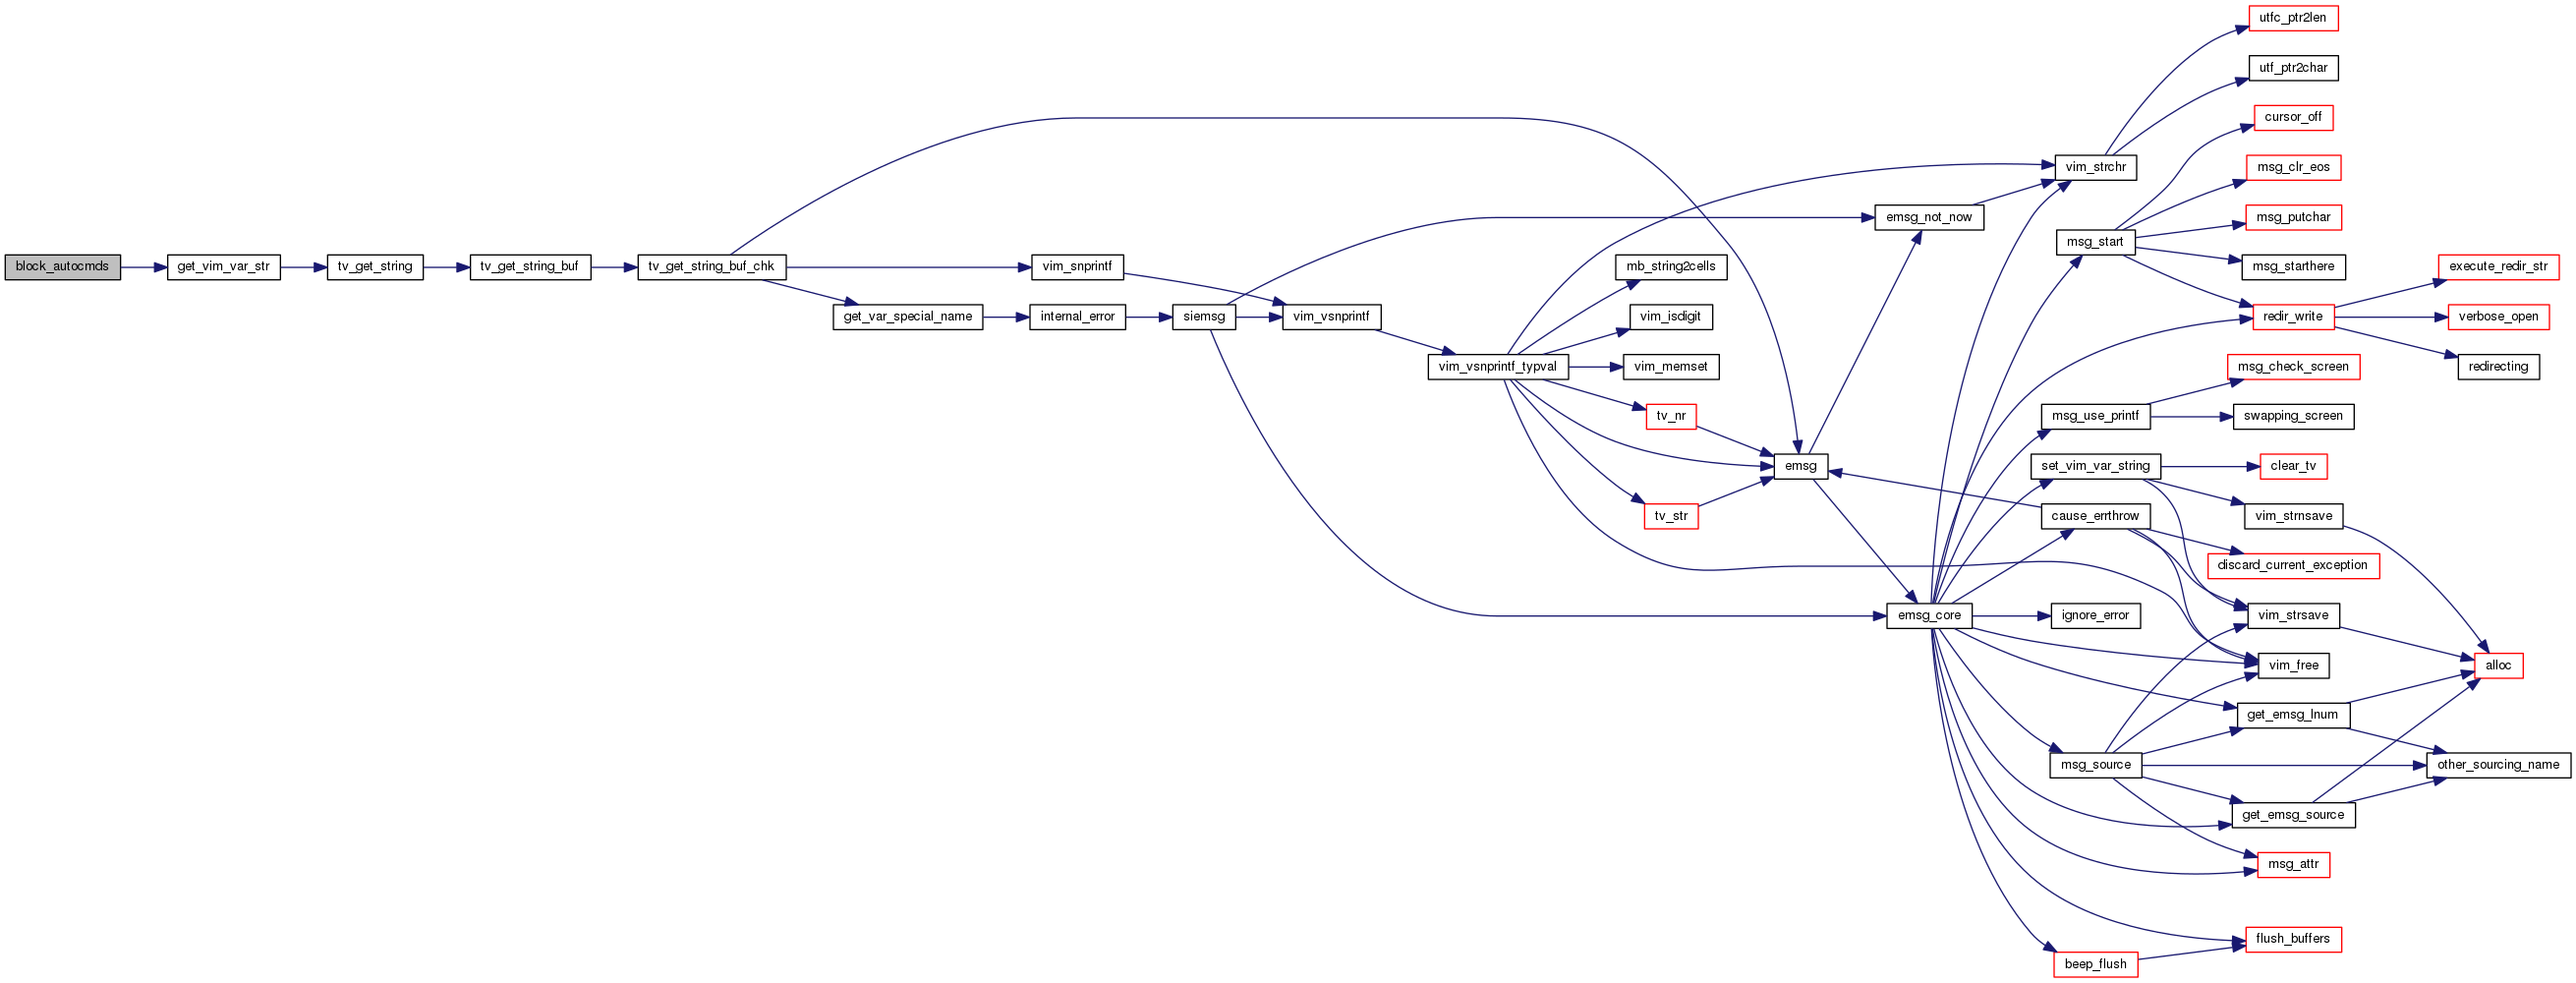 utfc_ptr2len
utf_ptr2char
cursor_off
vim_strchr
msg_clr_eos
emsg_not_now
msg_putchar
msg_start
block_autocmds
get_vim_var_str
tv_get_string
tv_get_string_buf
tv_get_string_buf_chk
vim_snprintf
mb_string2cells
msg_starthere
execute_redir_str
get_var_special_name
internal_error
siemsg
vim_vsnprintf
vim_isdigit
redir_write
verbose_open
vim_vsnprintf_typval
vim_memset
msg_check_screen
redirecting
tv_nr
msg_use_printf
swapping_screen
emsg
set_vim_var_string
clear_tv
tv_str
cause_errthrow
vim_strnsave
discard_current_exception
emsg_core
ignore_error
vim_strsave
vim_free
alloc
get_emsg_lnum
msg_source
other_sourcing_name
get_emsg_source
msg_attr
flush_buffers
beep_flush